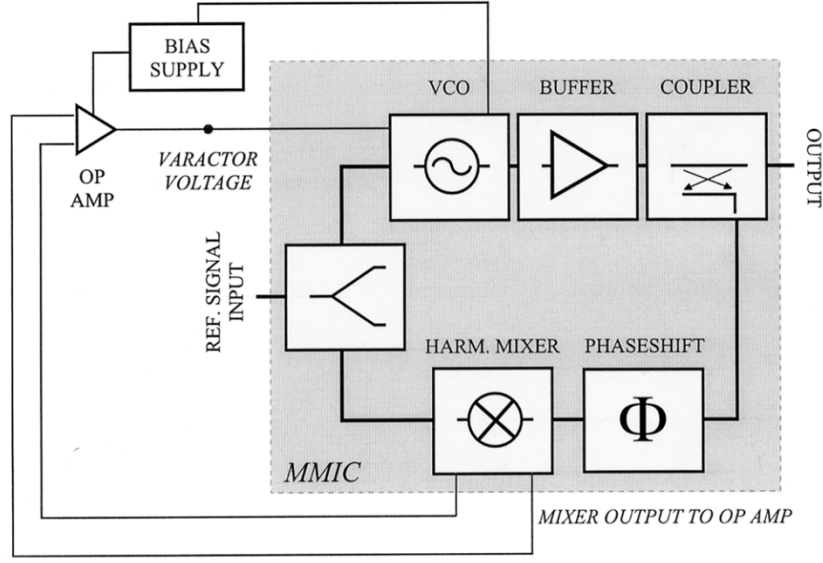 BIAS
SUPPLY
VCO
BUFFER
COUPLER
OP
AMP
VARACTOR
VOLTAGE
OUTPUT
REF. SIGNAL
INPUT
HARM. MIXER
PHASESHIFT
Φ
MMIC
MIXER OUTPUT TO OP AMP